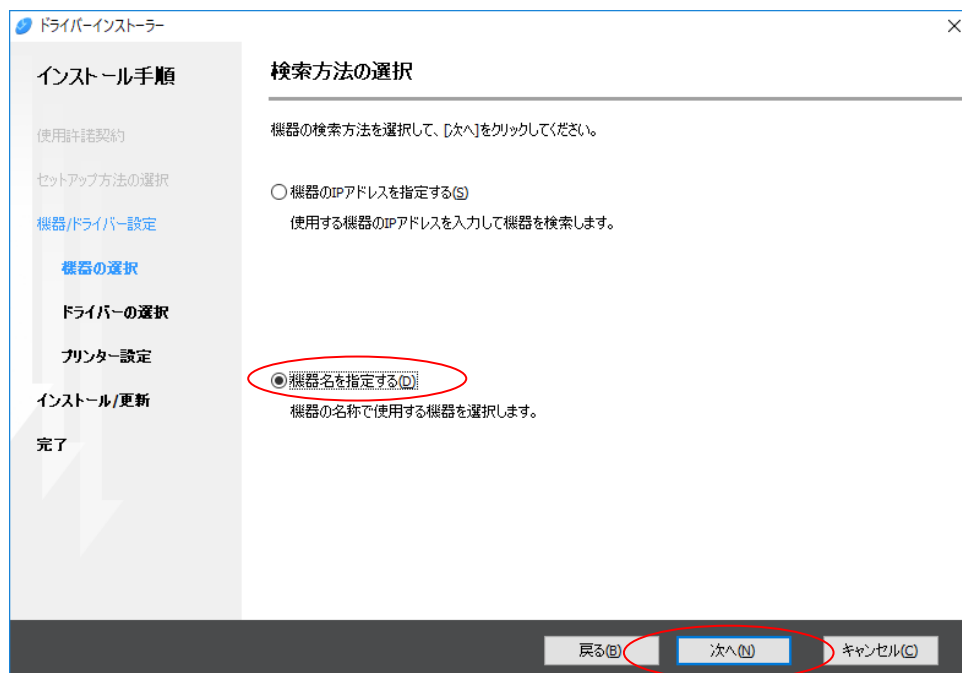 ドライバーインストーラー
インストール手順
使用許諾契約
セットアップ方法の選択
機器/ドライバー設定
機器の選択
ドライバーの選択
プリンター設定
インストール/更新
完了
検索方法の選択
機器の検索方法を選択して、[次へ]をクリックしてください。
機器のIPアドレスを指定する(S)
使用する機器のIPアドレスを入力して機器を検索します。
機器名を指定する(D)
機器の名称で使用する機器を選択します。
戻る(B) 次へ(N) キャンセル(C)